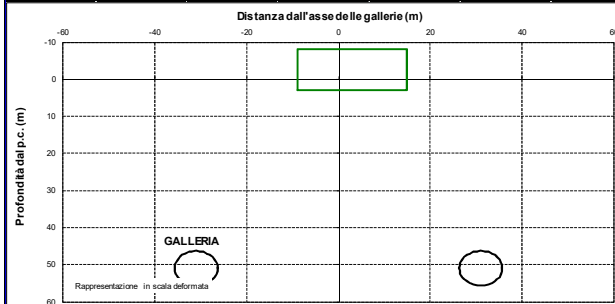 Distanza dall'asse delle gallerie (m)
-60 -40 -20 0 20 40 60
Profondità dal p.c. (m)
-10
0
10
20
30
40
50
60
GALLERIA
Rappresentazione in scala deformata